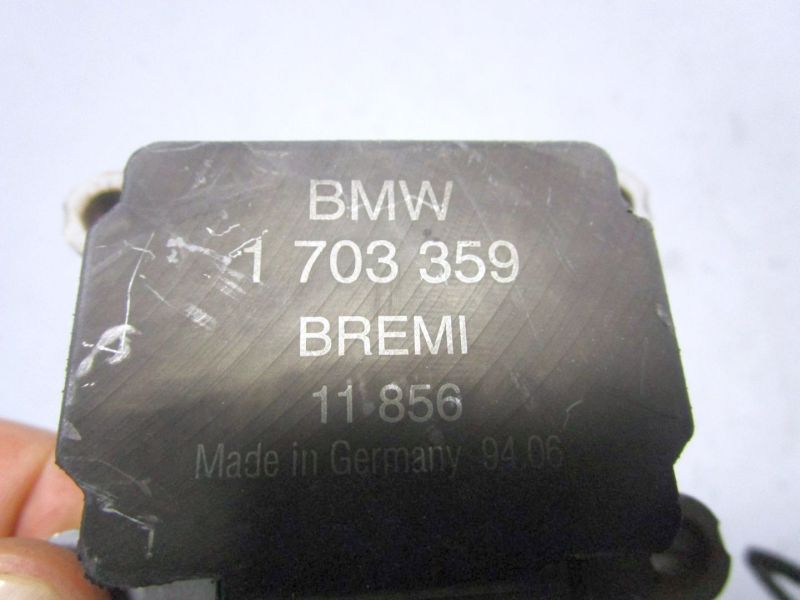 BMW
1 703 359
BREMI
11 856
Made in Germany 94.06